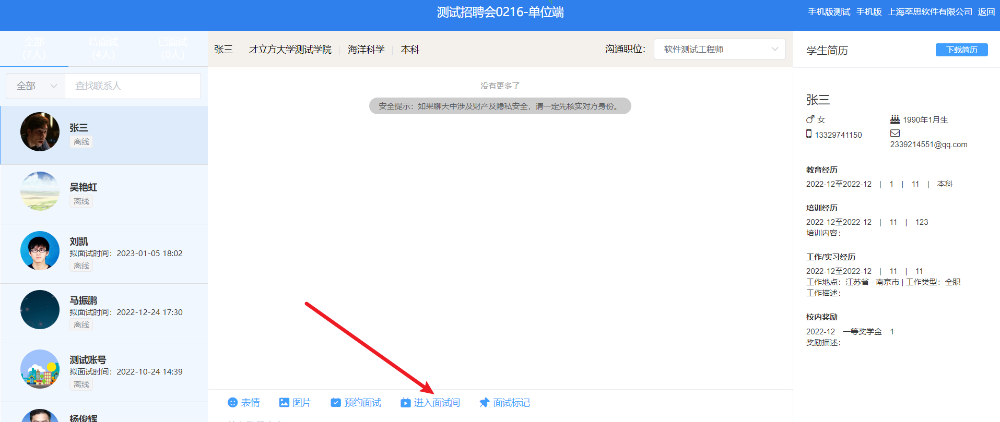 测试招聘会0216-单位端
手机版测试 手机版 上海萃思软件有限公司 返回
全部
(7人)
待面试
(4人)
已面试
(0人)
全部
查找联系人
张三
离线
吴艳虹
离线
刘凯
拟面试时间：2023-01-05 18:02
离线
马振鹏
拟面试时间：2022-12-24 17:30
离线
测试账号
拟面试时间：2022-10-24 14:39
离线
杨俊辉
张三 | 才立方大学测试学院 | 海洋科学 | 本科
沟通职位： 软件测试工程师
没有更多了
安全提示：如果聊天中涉及财产及隐私安全，请一定先核实对方身份。
表情 图片 预约面试 进入面试间 面试标记
学生简历 下载简历
张三
女 1990年1月生
13329741150
2339214551@qq.com
教育经历
2022-12至2022-12 | 1 | 11 | 本科
培训经历
2022-12至2022-12 | 11 | 123
培训内容：
工作/实习经历
2022-12至2022-12 | 11 | 11
工作地点：江苏省 - 南京市 | 工作类型：全职
工作描述：
校内奖励
2022-12 一等奖学金 1
奖励描述：